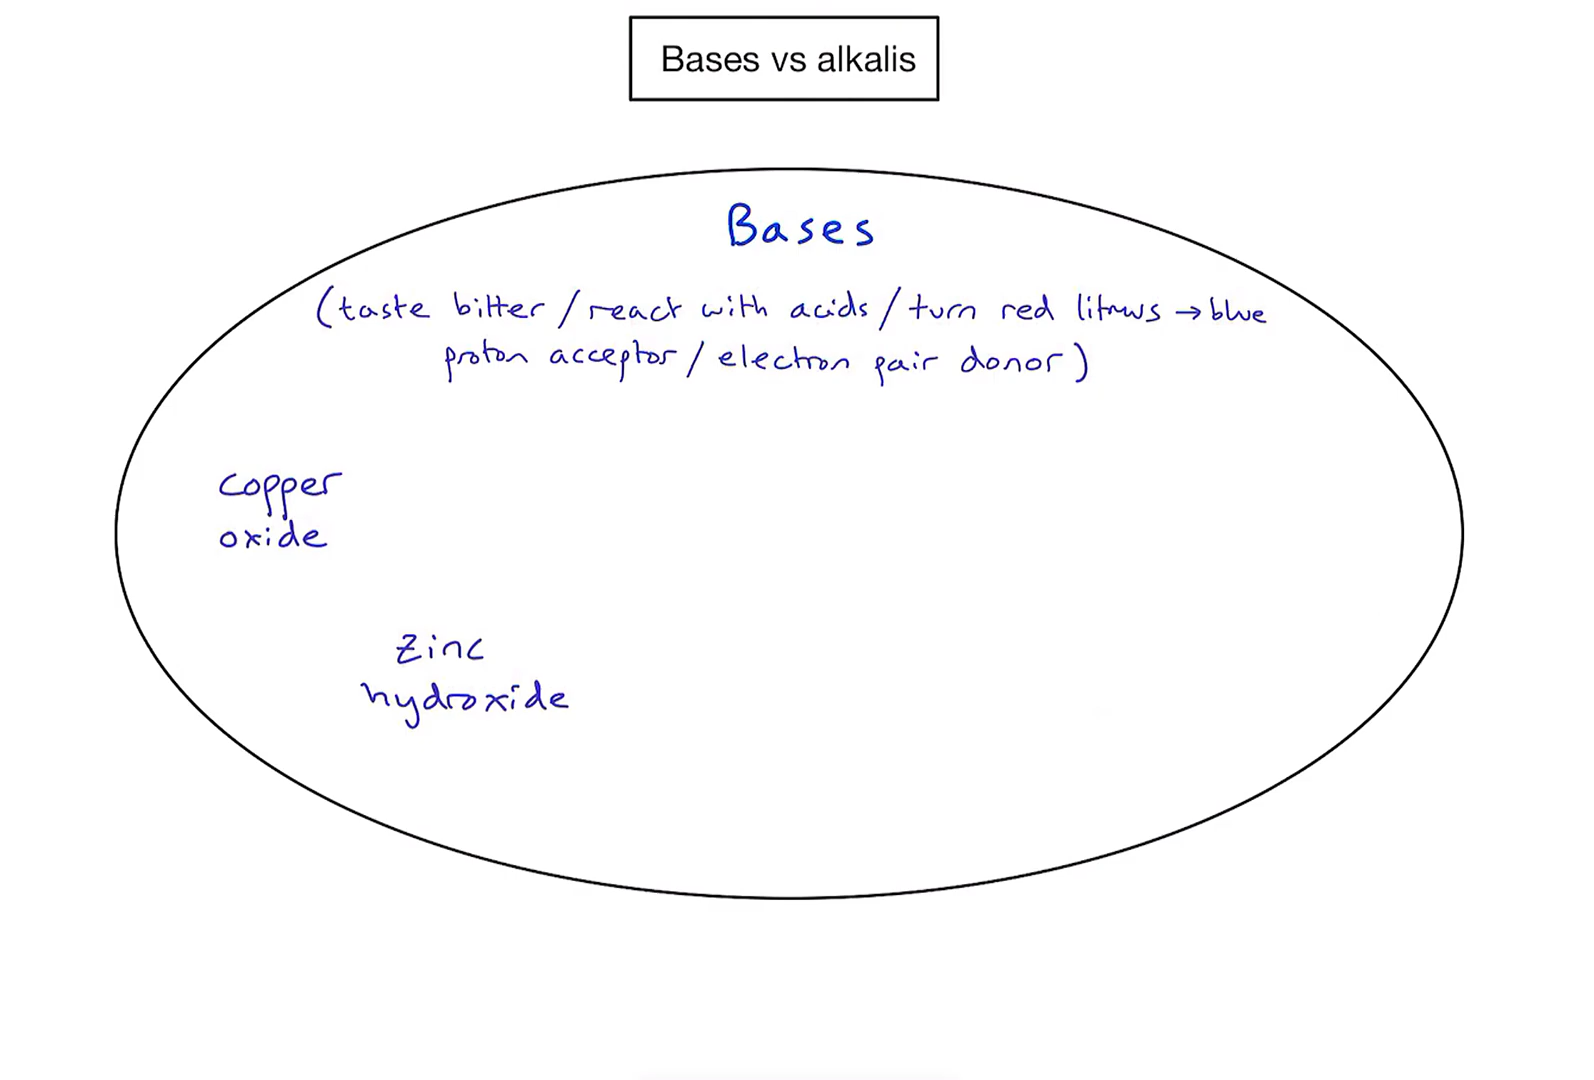 Bases vs alkalis
Bases
(taste bitter / react with acids / turn red litmus → blue
proton acceptor / electron pair donor)
copper
oxide
zinc
hydroxide